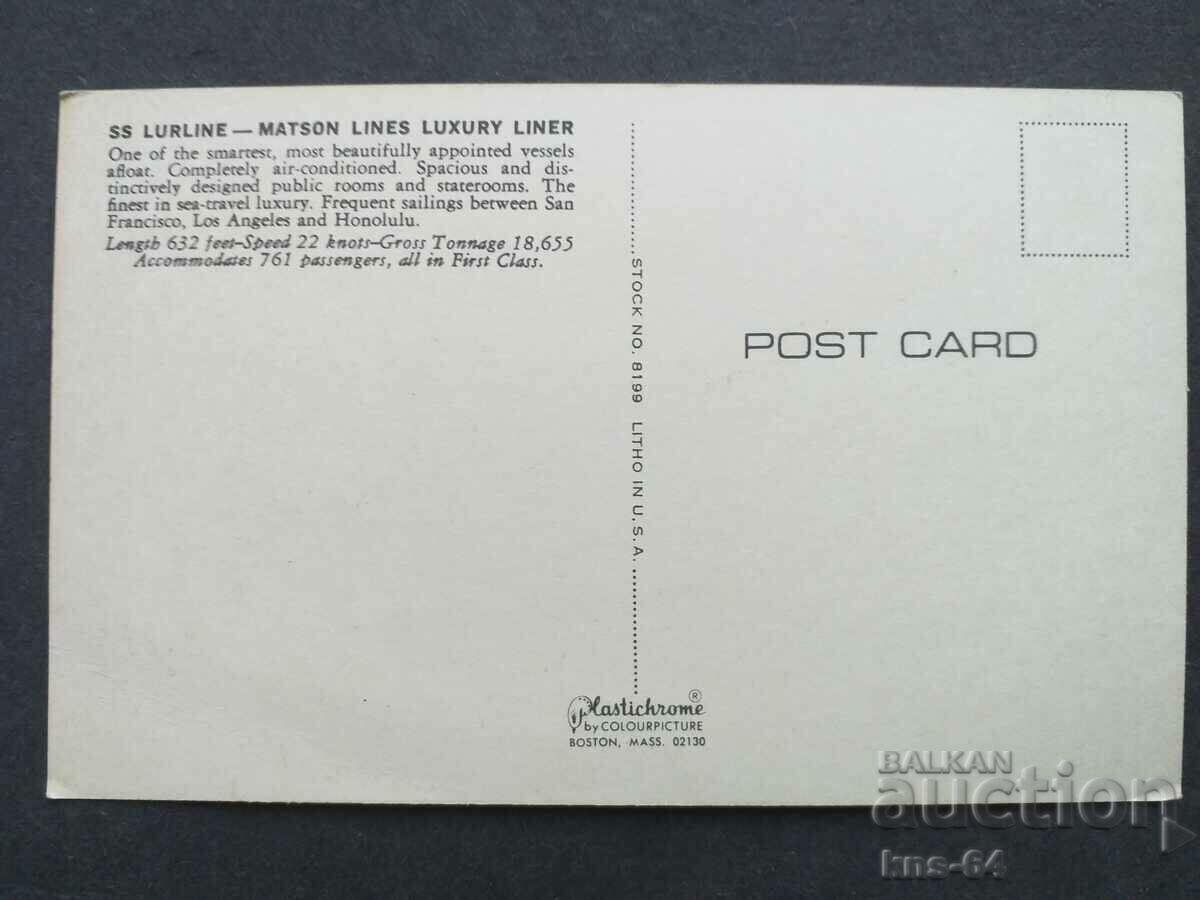 SS LURLINE — MATSON LINES LUXURY LINER
One of the smartest, most beautifully appointed vessels
afloat. Completely air-conditioned. Spacious and dis-
tinctively designed public rooms and staterooms. The
finest in sea-travel luxury. Frequent sailings between San
Francisco, Los Angeles and Honolulu.
Length 632 feet–Speed 22 knots–Gross Tonnage 18,655
Accommodates 761 passengers, all in First Class.
STOCK NO. 8199 LITHO IN U.S.A.
POST CARD
Plastichrome ®
by COLOURPICTURE
BOSTON, MASS. 02130
BALKAN
auction
kns-64